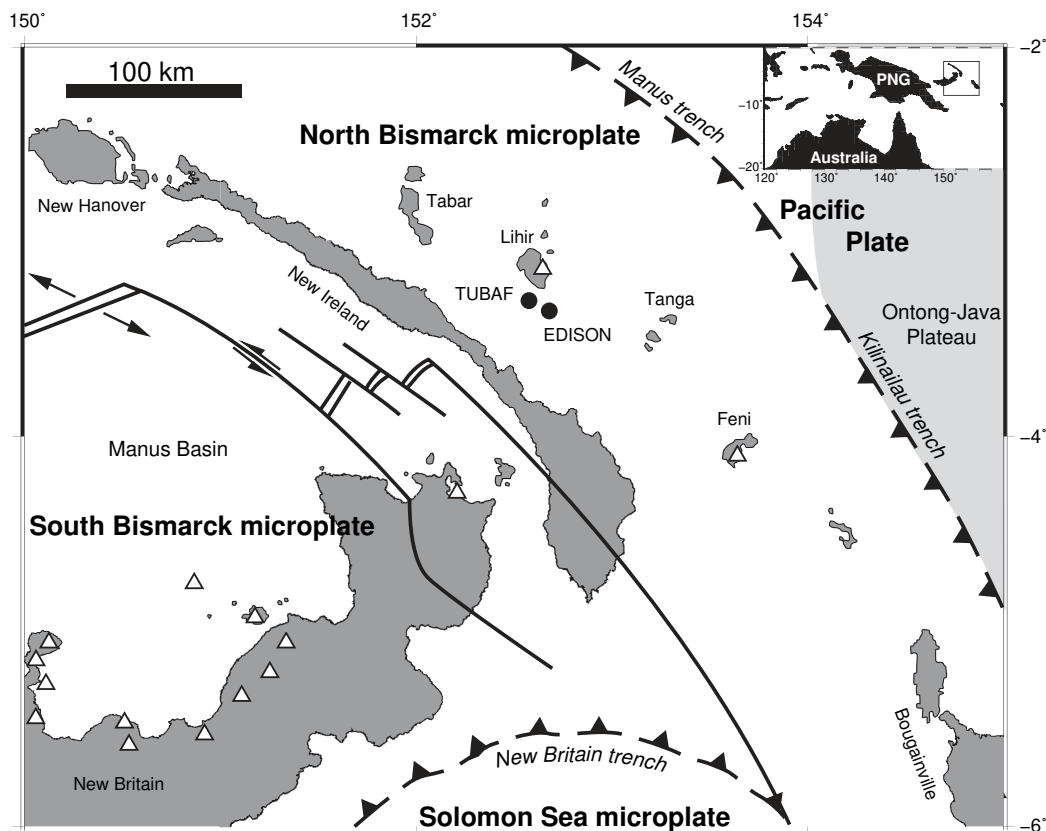 150˚
152˚
154˚
−2˚
100 km
Manus trench
PNG
−10˚
Australia
−20˚
120˚
130˚
140˚
150˚
North Bismarck microplate
New Hanover
Tabar
Pacific
Plate
Lihir
New Ireland
TUBAF
EDISON
Tanga
Ontong-Java
Plateau
Kilinailau trench
Manus Basin
Feni
−4˚
South Bismarck microplate
Bougainville
New Britain trench
New Britain
Solomon Sea microplate
−6˚